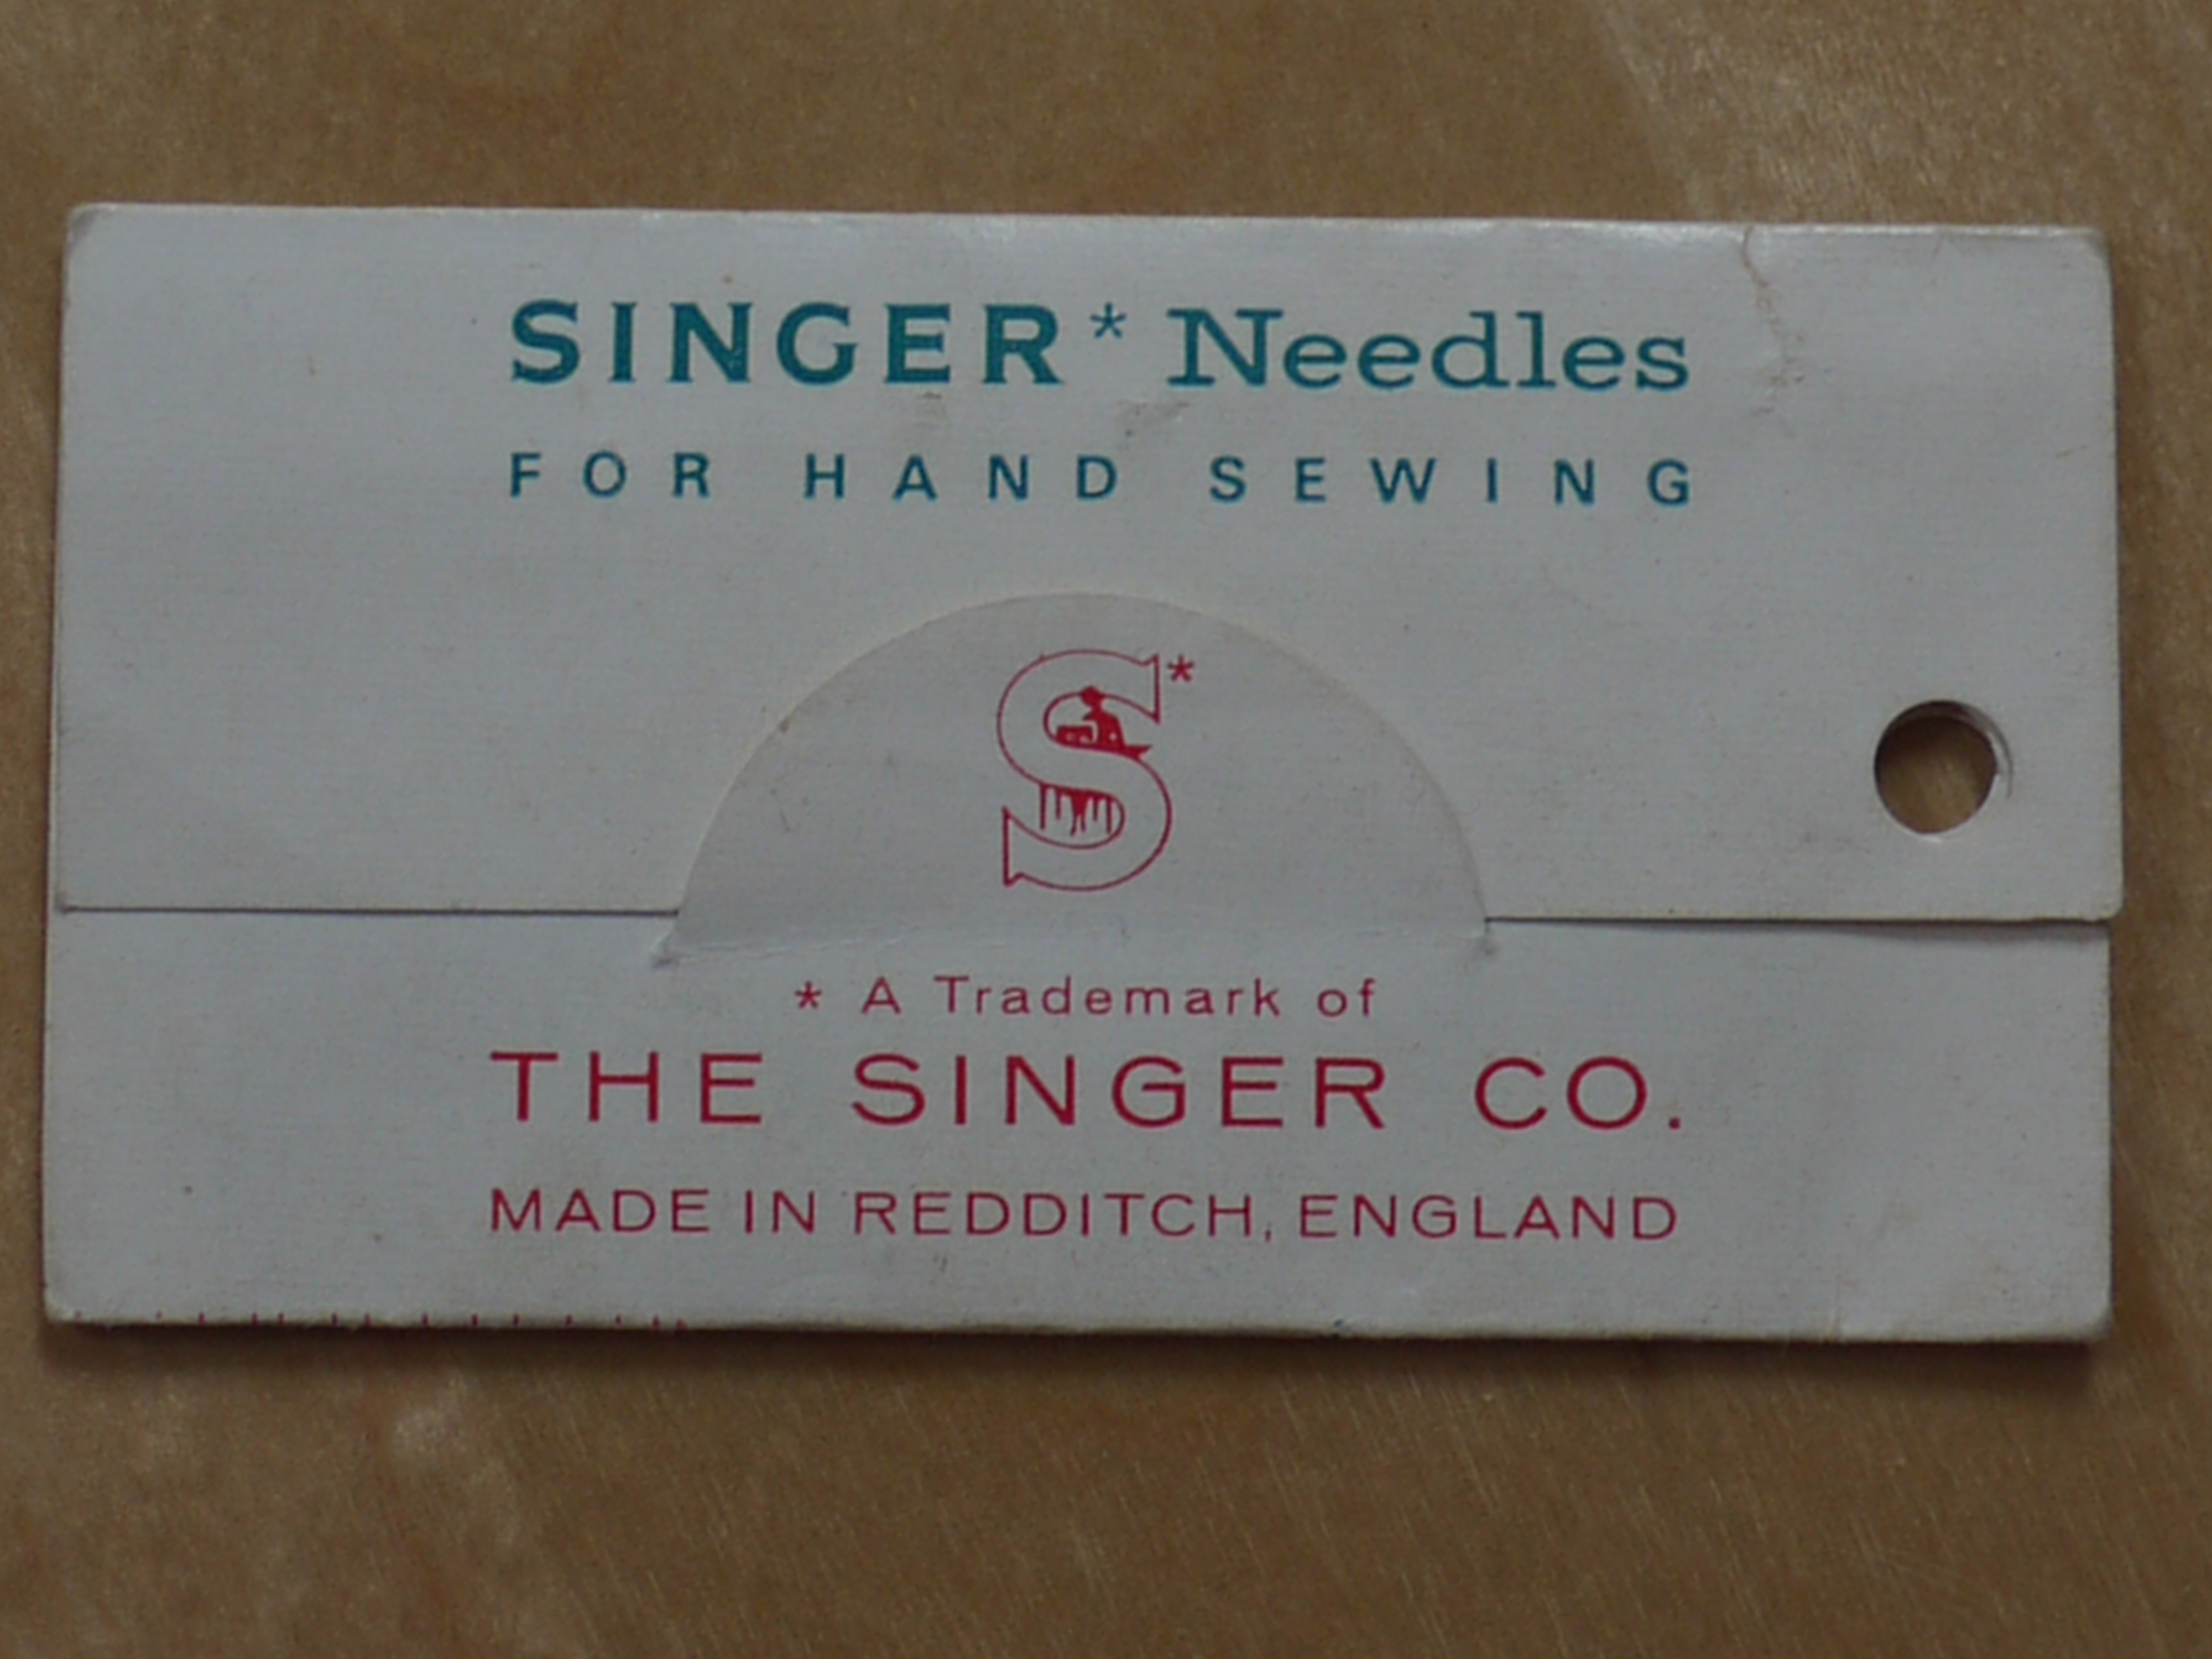 SINGER* Needles
FOR HAND SEWING
S*
* A Trademark of
THE SINGER CO.
MADE IN REDDITCH, ENGLAND